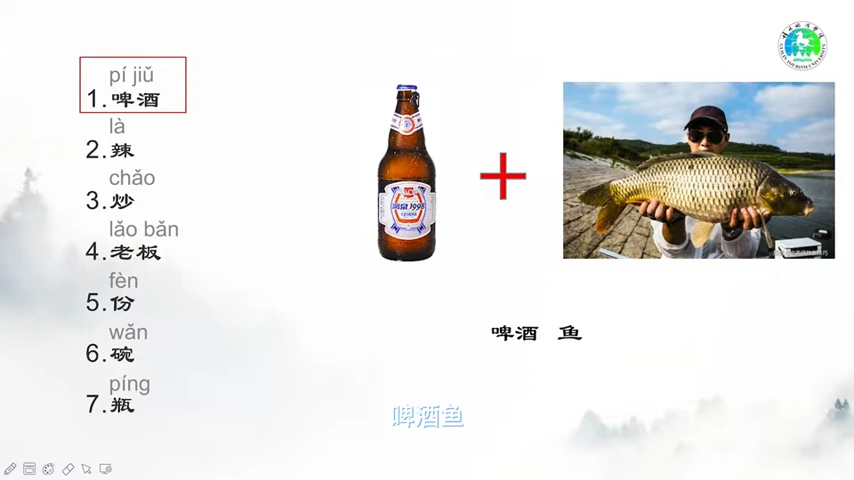 pí jiǔ
1. 啤酒
là
2. 辣
chǎo
3. 炒
lǎo bǎn
4. 老板
fèn
5. 份
wǎn
6. 碗
píng
7. 瓶
1998
啤酒 鱼
啤酒鱼